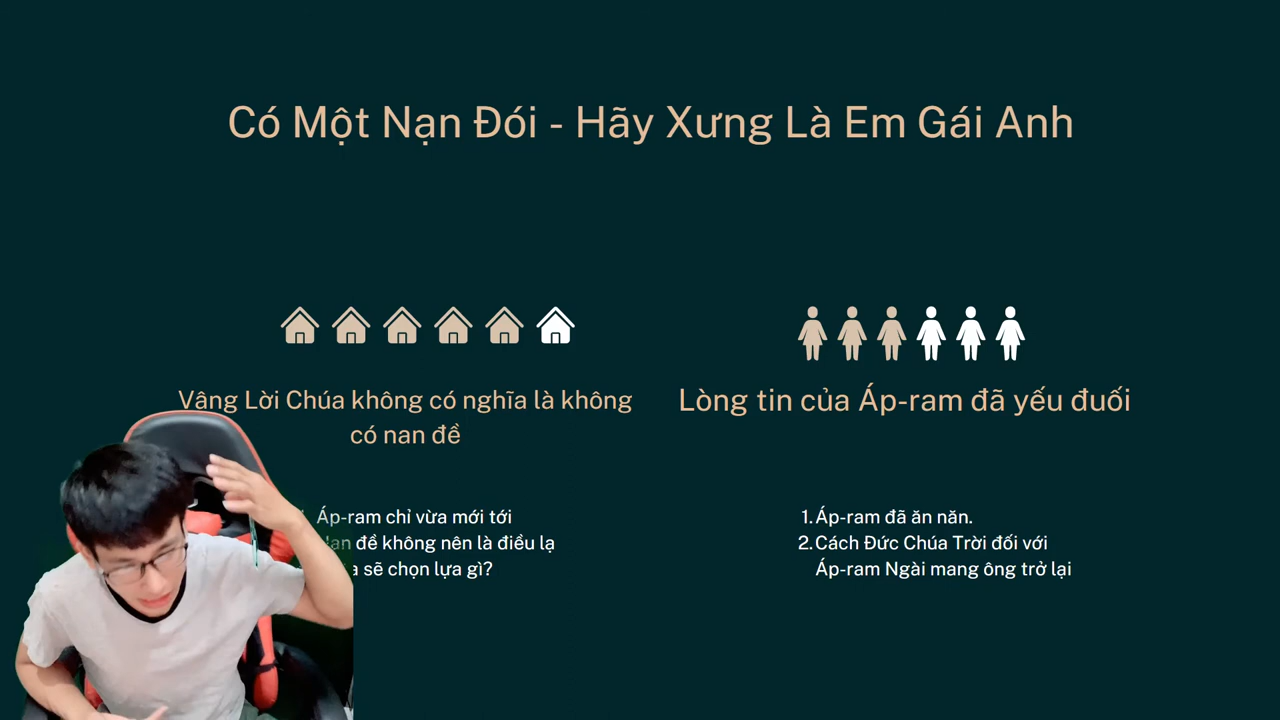 Có Một Nạn Đói - Hãy Xưng Là Em Gái Anh
Vâng Lời Chúa không có nghĩa là không
có nan đề
Áp-ram chỉ vừa mới tới
đề không nên là điều lạ
sẽ chọn lựa gì?
Lòng tin của Áp-ram đã yếu đuối
1. Áp-ram đã ăn năn.
2. Cách Đức Chúa Trời đối với
Áp-ram Ngài mang ông trở lại